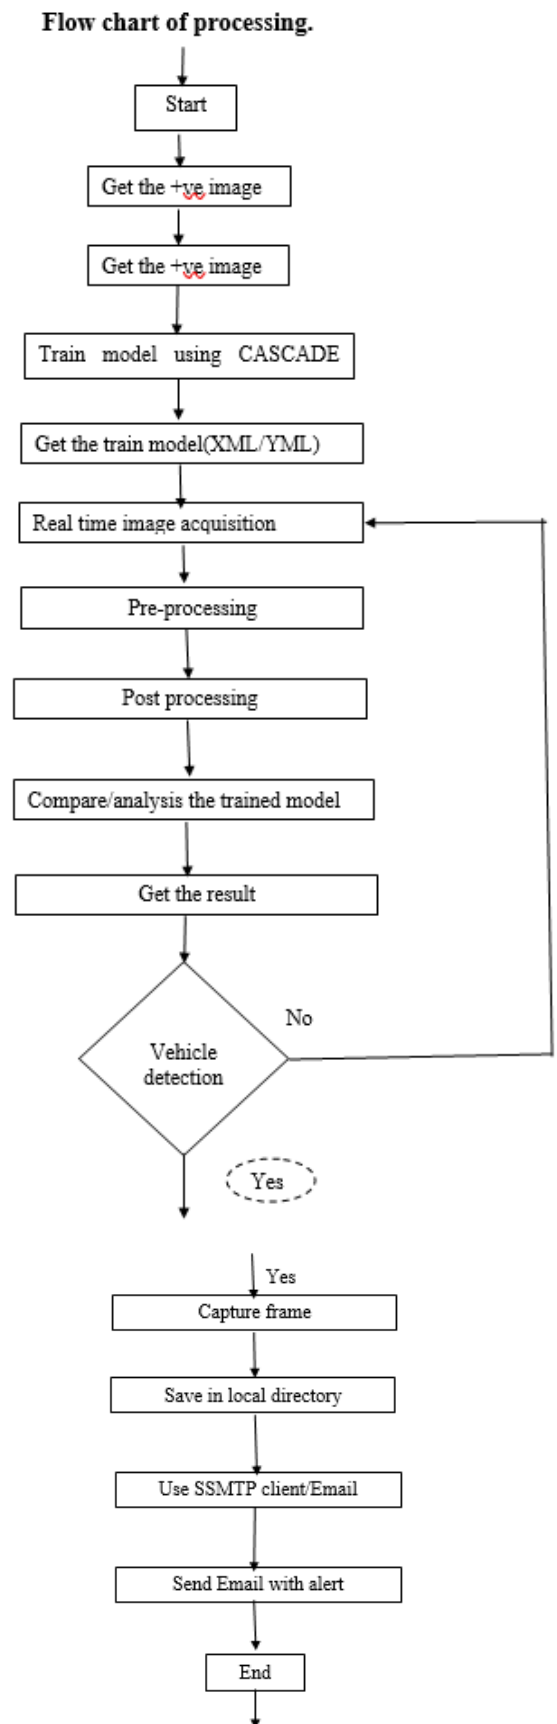 Flow chart of processing.
Start
Get the +ve image
Get the +ve image
Train model using CASCADE
Get the train model(XML/YML)
Real time image acquisition
Pre-processing
Post processing
Compare/analysis the trained model
Get the result
No
Vehicle
detection
Yes
Yes
Capture frame
Save in local directory
Use SSMTP client/Email
Send Email with alert
End